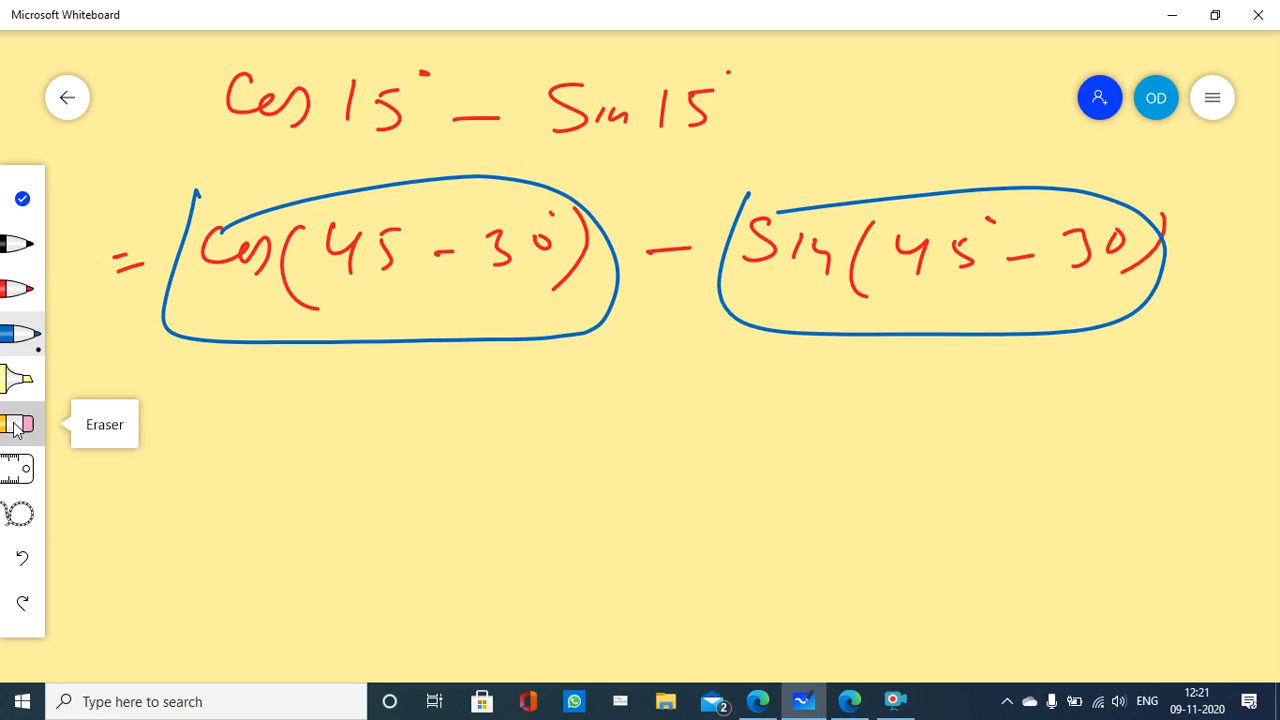 Microsoft Whiteboard
Cos 15° − Sin 15°
OD
= Cos(45 - 30°) − Sin(45° - 30)
Eraser
Type here to search
2
ENG
12:21
09-11-2020